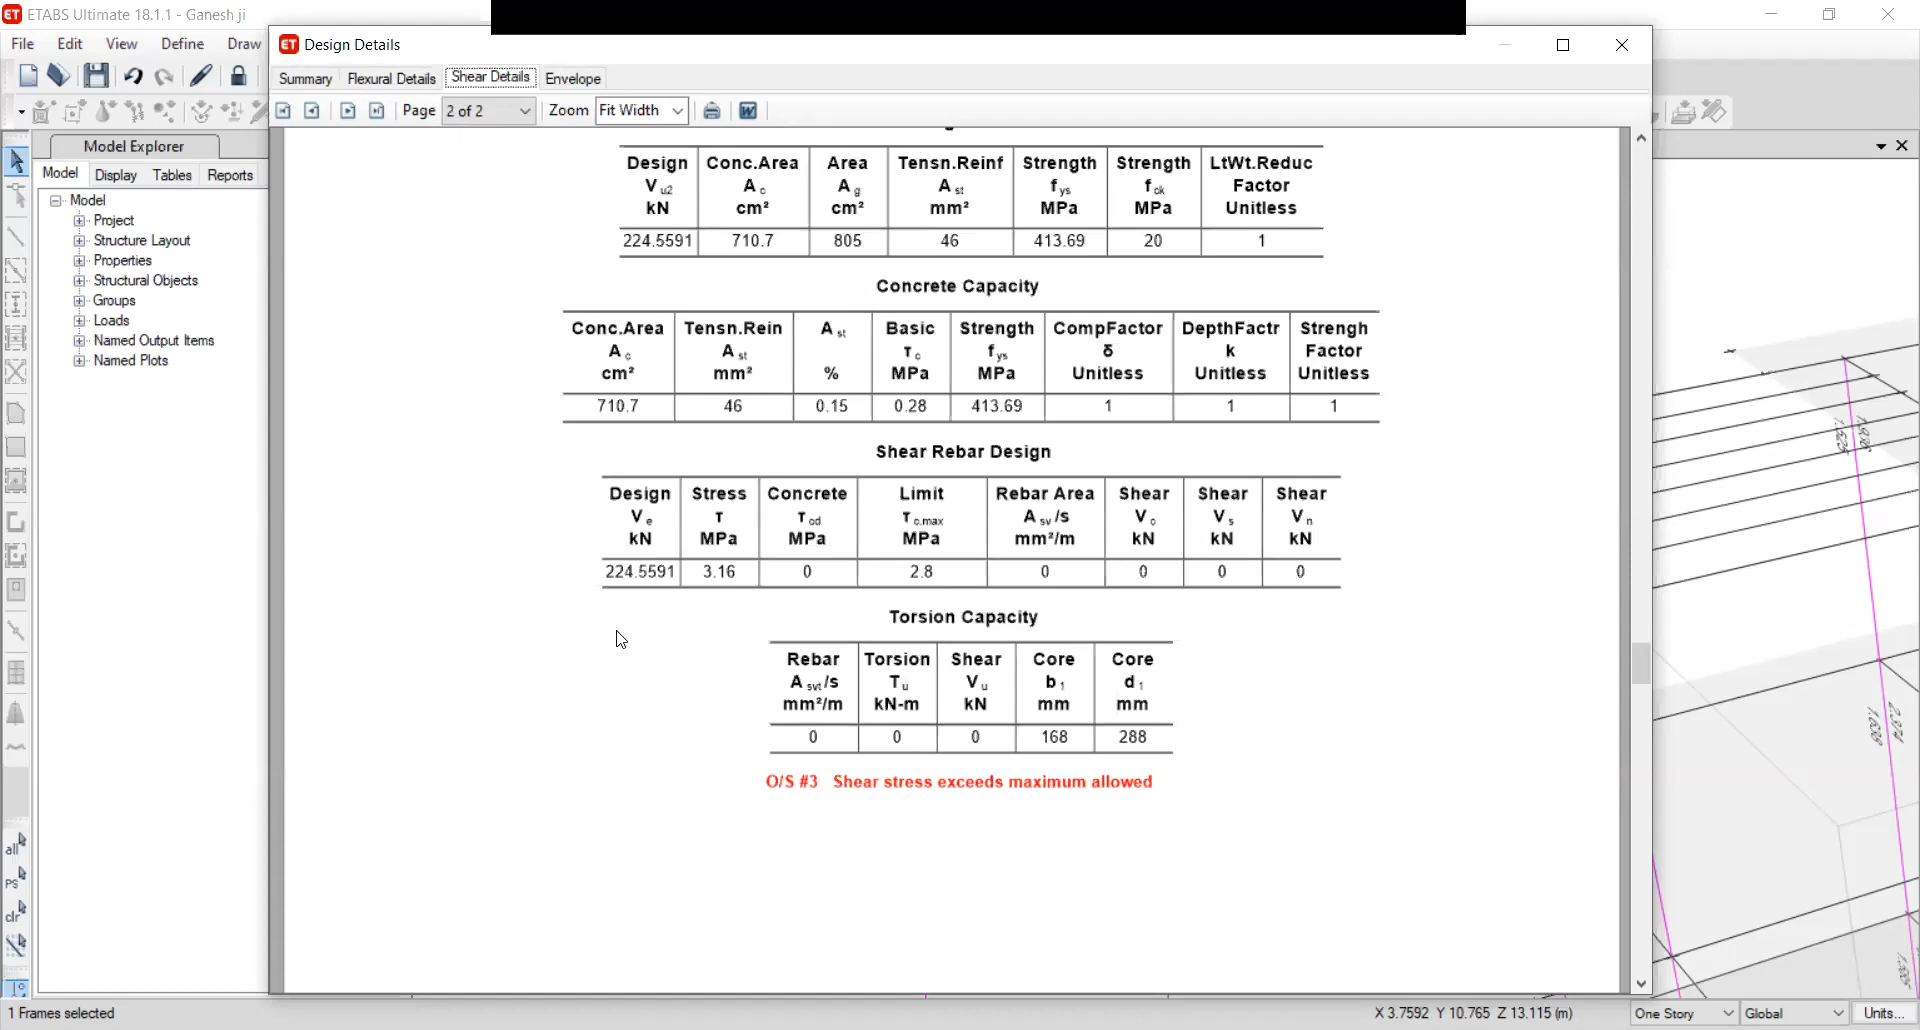 ETABS Ultimate 18.1.1 - Ganesh ji
File Edit View Define Draw
Design Details
Summary Flexural Details Shear Details Envelope
Page 2 of 2 Zoom Fit Width
Model Explorer
Model Display Tables Reports
Model
Project
Structure Layout
Properties
Structural Objects
Groups
Loads
Named Output Items
Named Plots
Design Conc.Area Area Tensn.Reinf Strength Strength LtWt.Reduc
V u2 A c A g A st f ys f ck Factor
kN cm² cm² mm² MPa MPa Unitless
224.5591 710.7 805 46 413.69 20 1
Concrete Capacity
Conc.Area Tensn.Rein A st Basic Strength CompFactor DepthFactr Strengh
A c A st τ c f ys δ k Factor
cm² mm² % MPa MPa Unitless Unitless Unitless
710.7 46 0.15 0.28 413.69 1 1 1
Shear Rebar Design
Design Stress Concrete Limit Rebar Area Shear Shear Shear
V e τ τ cd τ c.max A sv /s V c V s V n
kN MPa MPa MPa mm²/m kN kN kN
224.5591 3.16 0 2.8 0 0 0 0
Torsion Capacity
Rebar Torsion Shear Core Core
A svt /s T u V u b 1 d 1
mm²/m kN-m kN mm mm
0 0 0 168 288
O/S #3 Shear stress exceeds maximum allowed
all
PS
clr
1 Frames selected
X 3.7592 Y 10.765 Z 13.115 (m)
One Story Global Units...